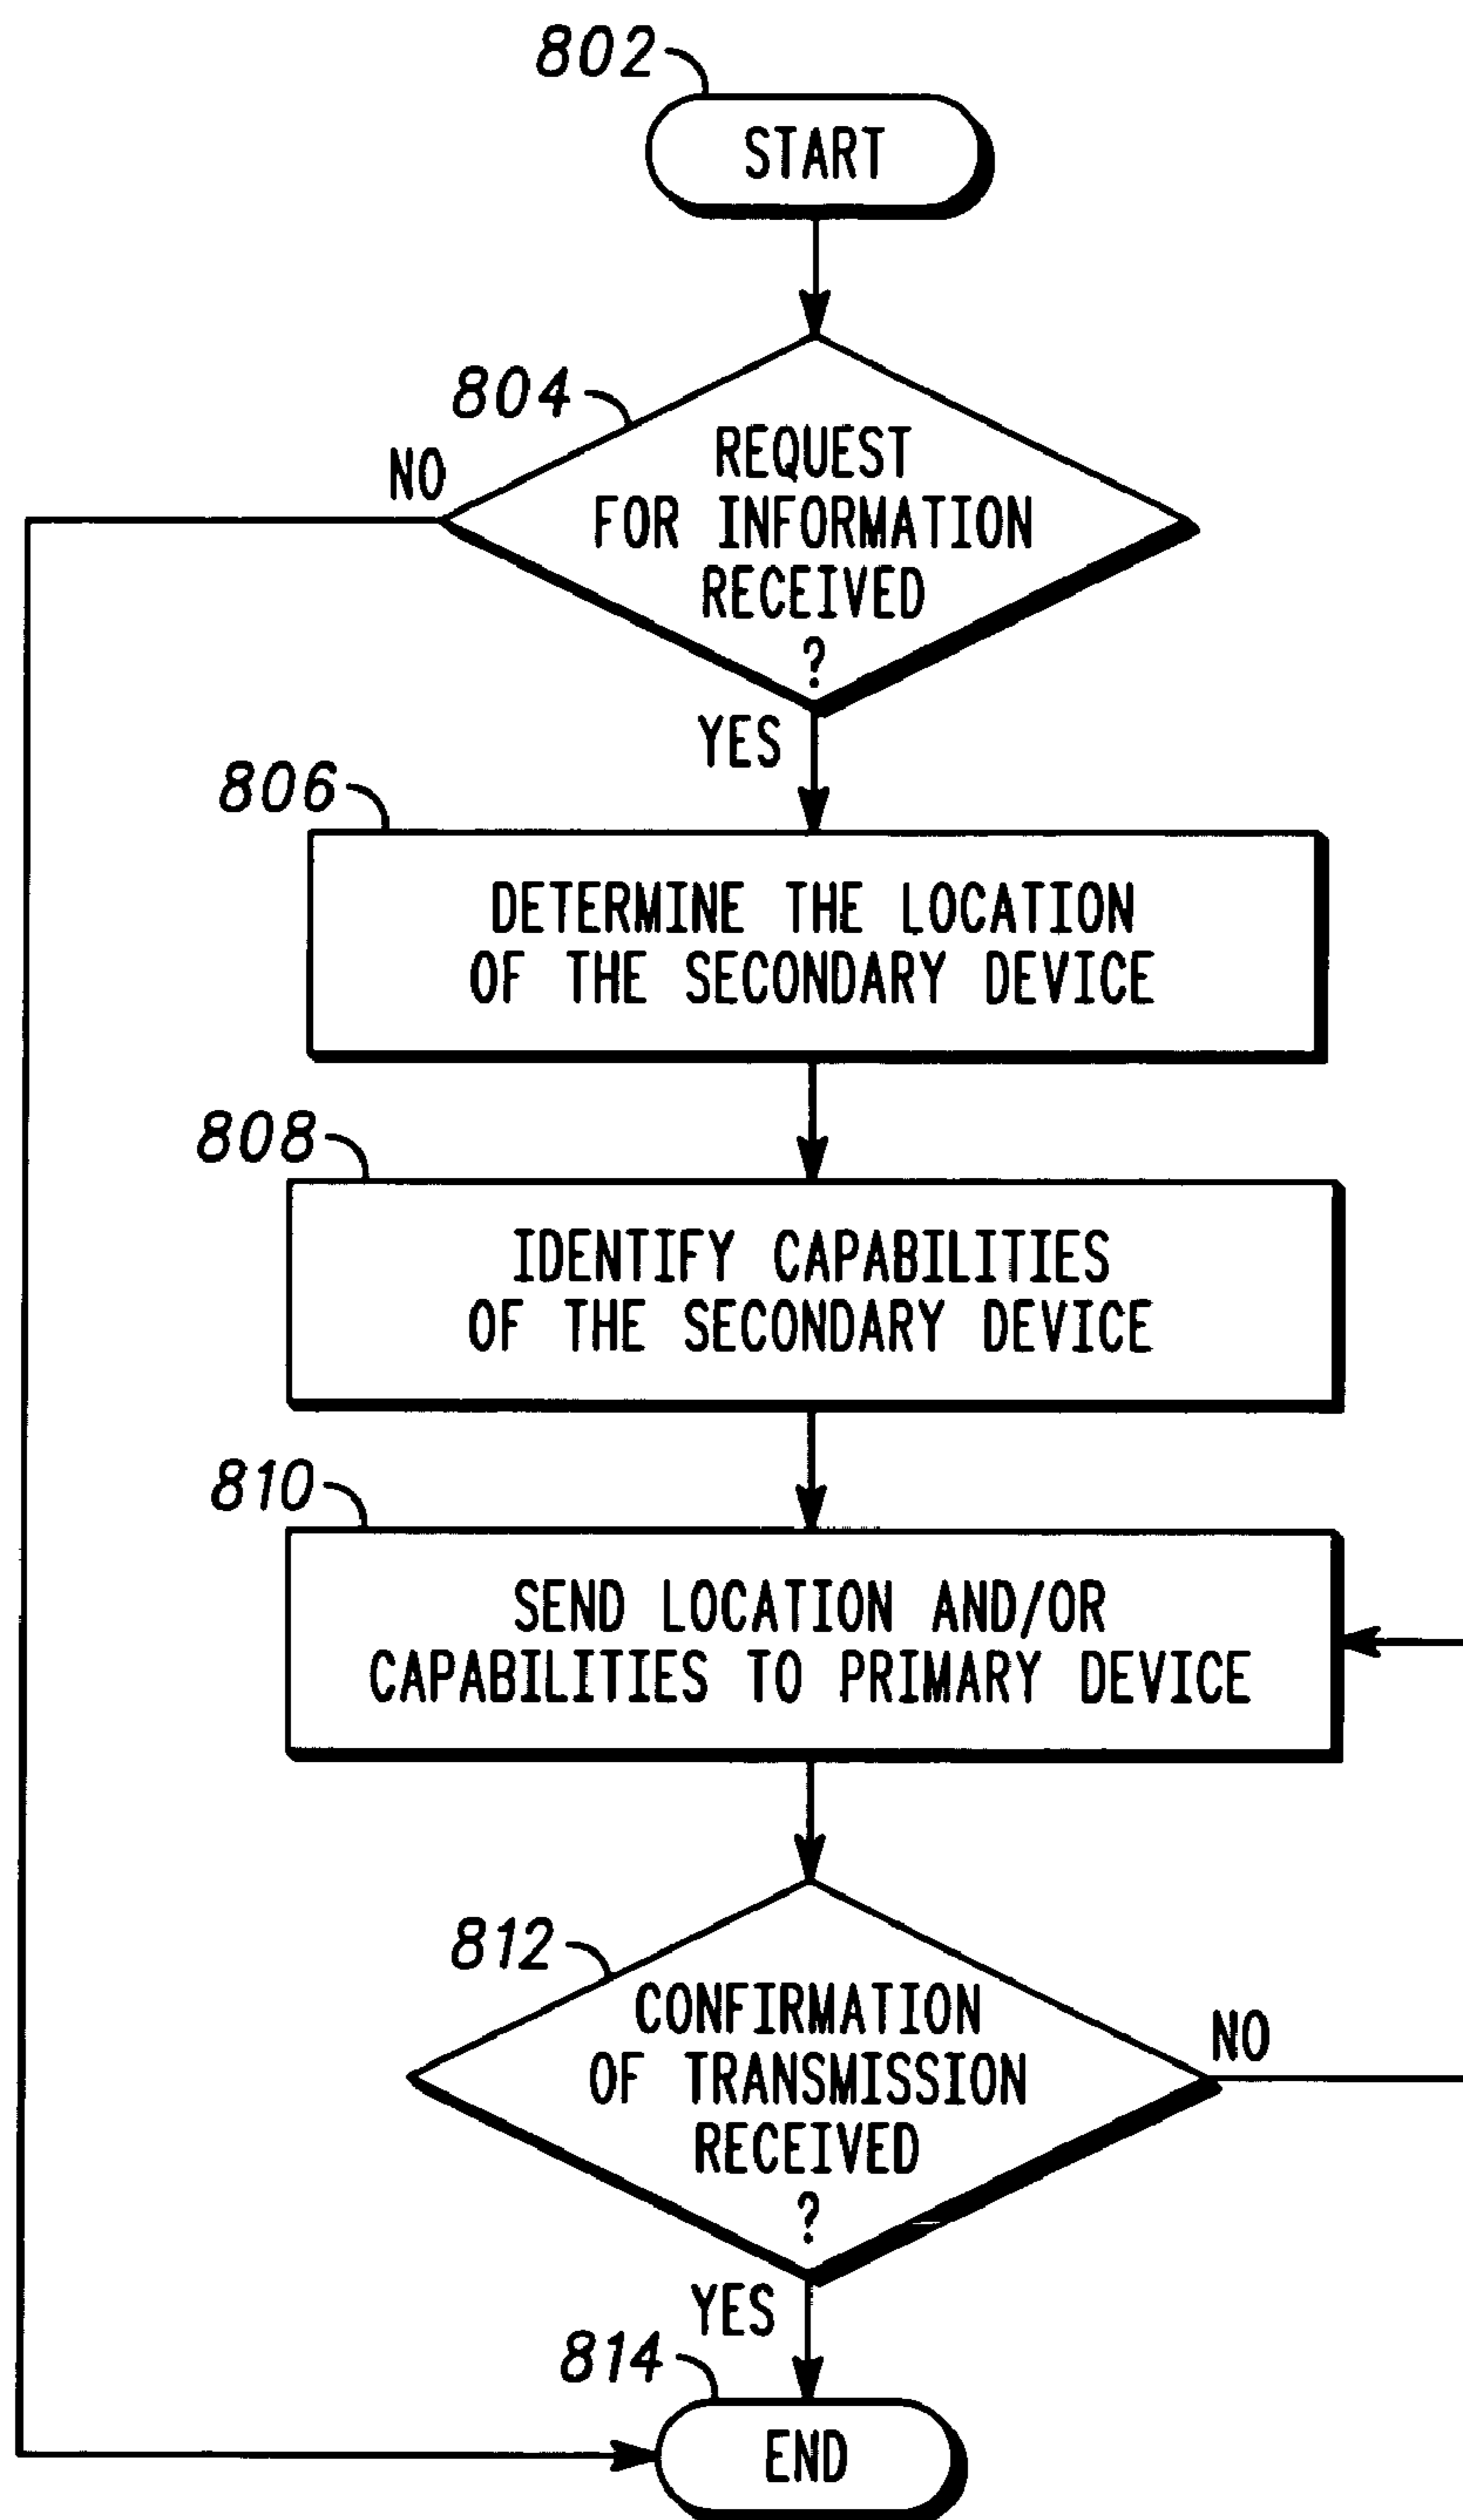 802
START
804
NO
REQUEST
FOR INFORMATION
RECEIVED
?
YES
806
DETERMINE THE LOCATION
OF THE SECONDARY DEVICE
808
IDENTIFY CAPABILITIES
OF THE SECONDARY DEVICE
810
SEND LOCATION AND/OR
CAPABILITIES TO PRIMARY DEVICE
812
CONFIRMATION
OF TRANSMISSION
RECEIVED
?
NO
YES
814
END